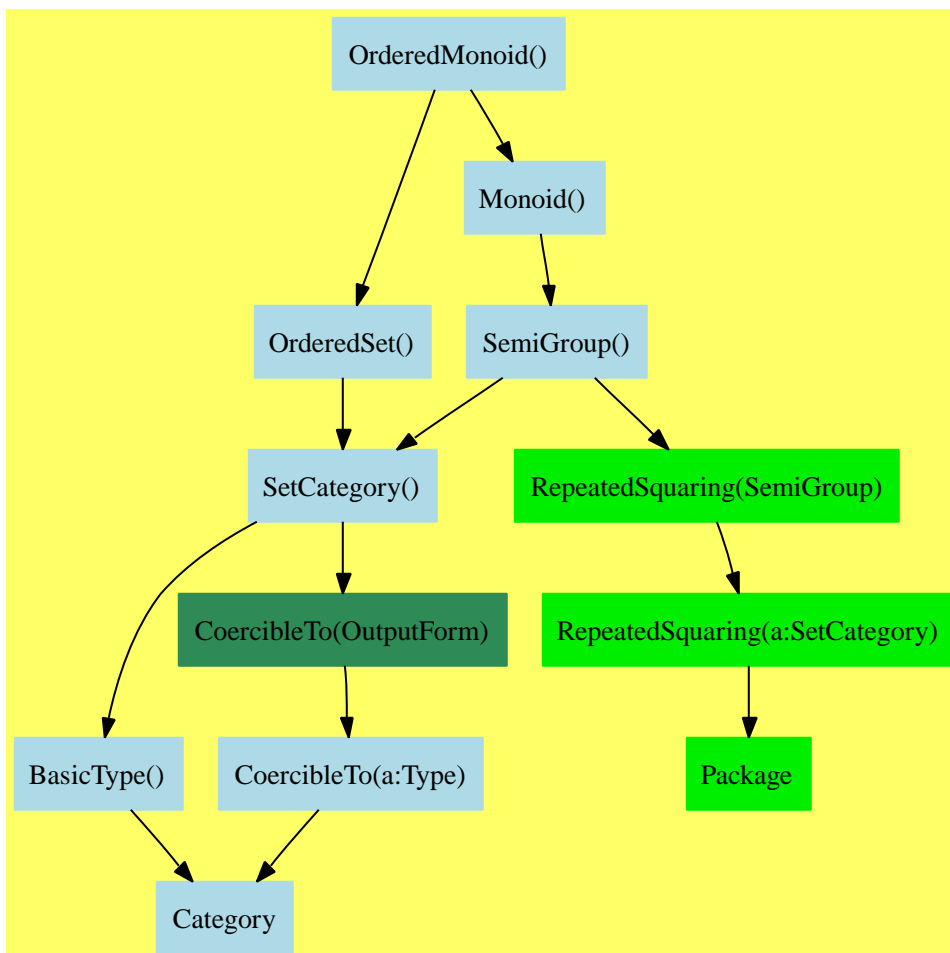 OrderedMonoid()
Monoid()
OrderedSet()
SemiGroup()
SetCategory()
RepeatedSquaring(SemiGroup)
CoercibleTo(OutputForm)
RepeatedSquaring(a:SetCategory)
BasicType()
CoercibleTo(a:Type)
Package
Category